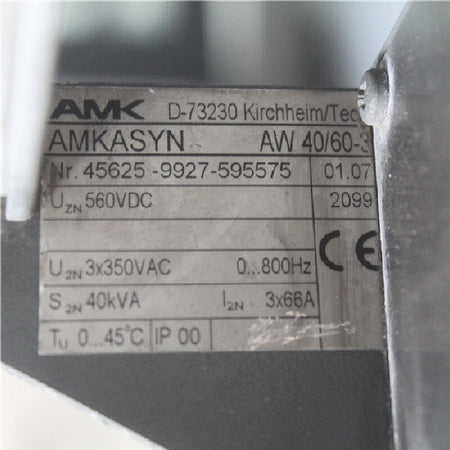 AMK D-73230 Kirchheim/Tec
AMKASYN AW 40/60-3
Nr. 45625 -9927-595575 01.07
U2N 560VDC 2099
CE
U2N 3x350VAC 0...800Hz
S2N 40kVA I2N 3x66A
TU 0...45°C IP 00